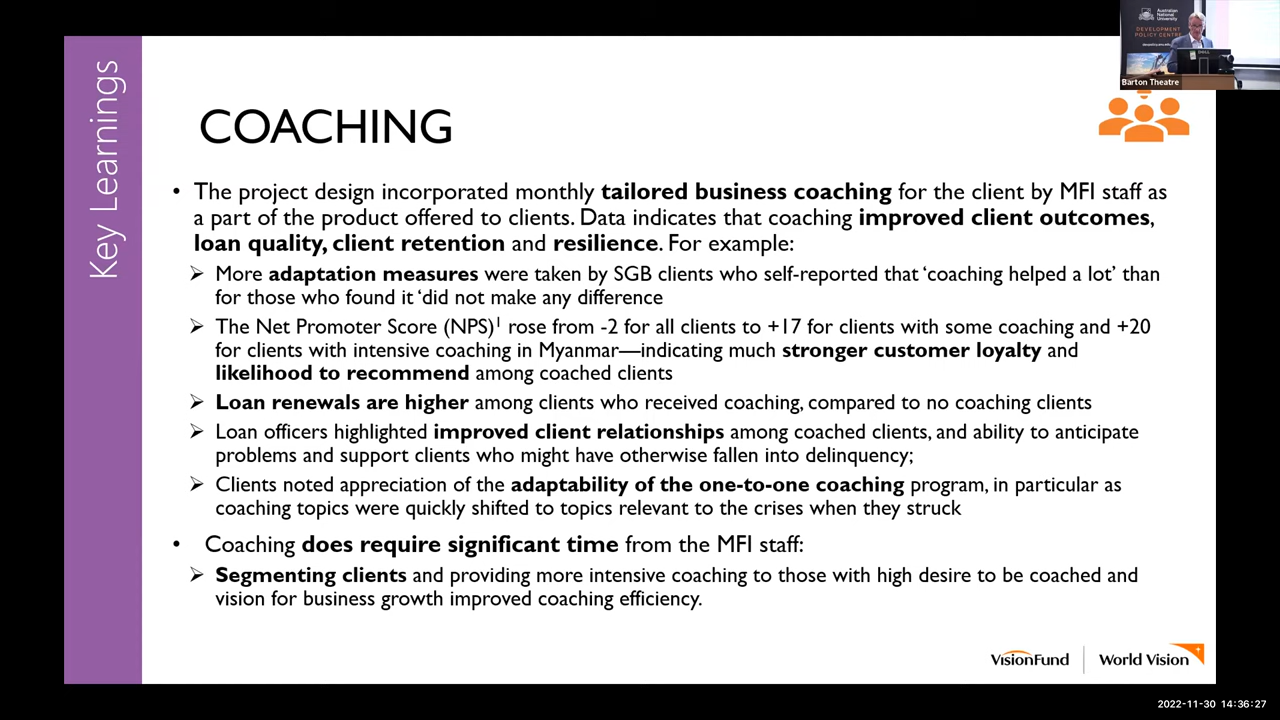 Australian
National
University
DEVELOPMENT
POLICY CENTRE
Barton Theatre
Key Learnings
COACHING
• The project design incorporated monthly tailored business coaching for the client by MFI staff as
a part of the product offered to clients. Data indicates that coaching improved client outcomes,
loan quality, client retention and resilience. For example:
➢ More adaptation measures were taken by SGB clients who self-reported that ‘coaching helped a lot’ than
for those who found it ‘did not make any difference
➢ The Net Promoter Score (NPS)¹ rose from -2 for all clients to +17 for clients with some coaching and +20
for clients with intensive coaching in Myanmar—indicating much stronger customer loyalty and
likelihood to recommend among coached clients
➢ Loan renewals are higher among clients who received coaching, compared to no coaching clients
➢ Loan officers highlighted improved client relationships among coached clients, and ability to anticipate
problems and support clients who might have otherwise fallen into delinquency;
➢ Clients noted appreciation of the adaptability of the one-to-one coaching program, in particular as
coaching topics were quickly shifted to topics relevant to the crises when they struck
• Coaching does require significant time from the MFI staff:
➢ Segmenting clients and providing more intensive coaching to those with high desire to be coached and
vision for business growth improved coaching efficiency.
VisionFund
World Vision
2022-11-30 14:36:27